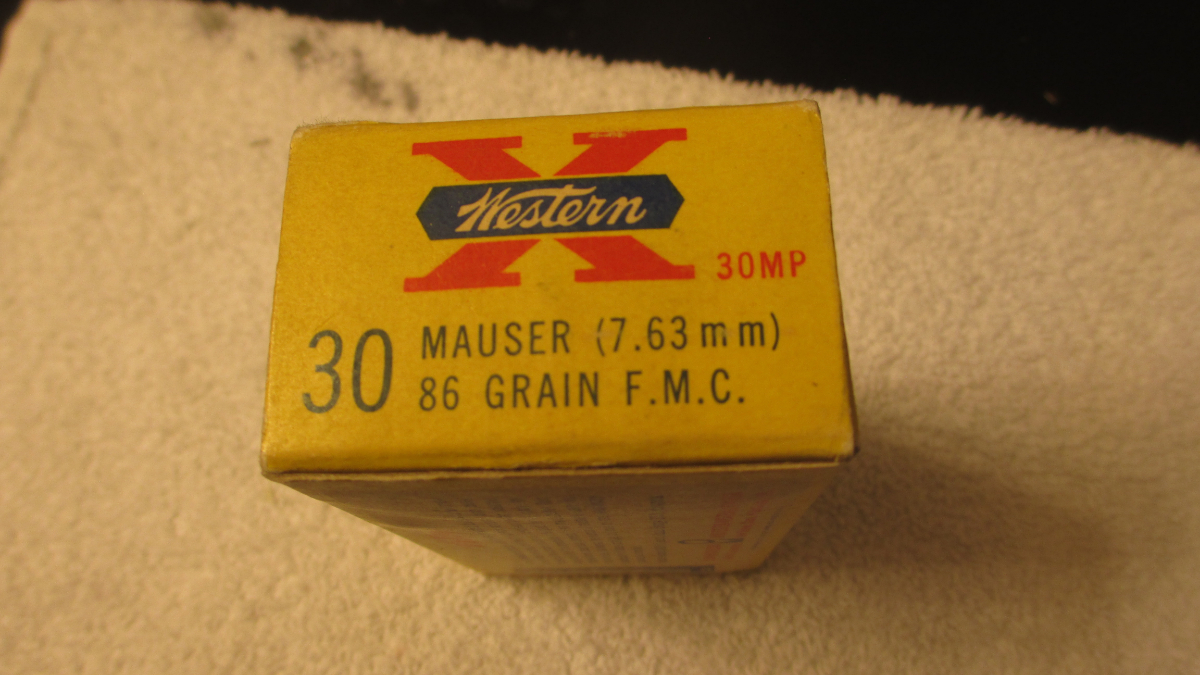 Western
30MP
30 MAUSER (7.63mm)
86 GRAIN F.M.C.